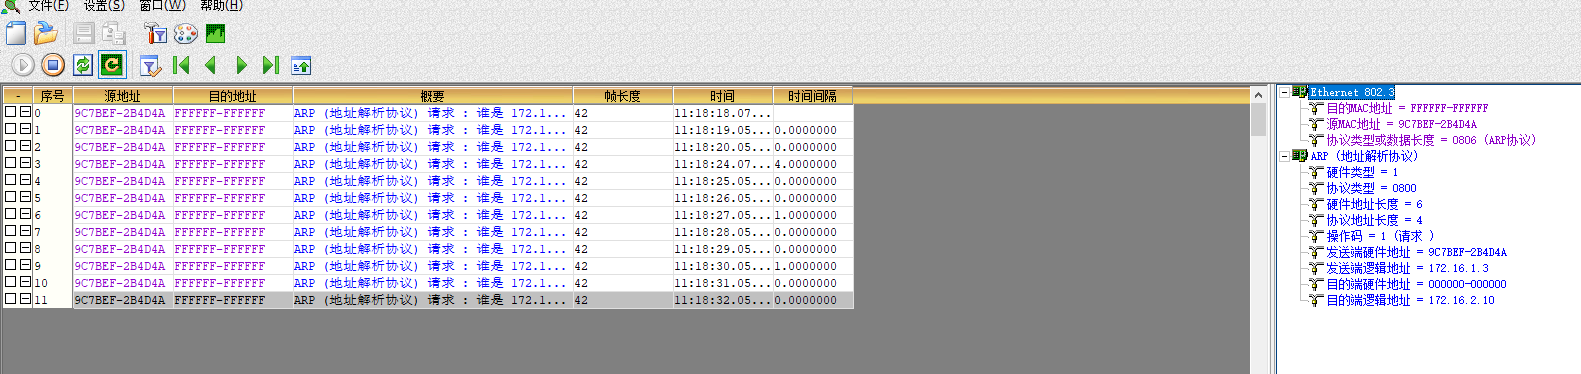 文件(F) 设置(S) 窗口(W) 帮助(H)
- 序号 源地址 目的地址 概要 帧长度 时间 时间间隔
0 9C7BEF-2B4D4A FFFFFF-FFFFFF ARP (地址解析协议) 请求 : 谁是 172.1... 42 11:18:18.07...
1 9C7BEF-2B4D4A FFFFFF-FFFFFF ARP (地址解析协议) 请求 : 谁是 172.1... 42 11:18:19.05... 0.0000000
2 9C7BEF-2B4D4A FFFFFF-FFFFFF ARP (地址解析协议) 请求 : 谁是 172.1... 42 11:18:20.05... 0.0000000
3 9C7BEF-2B4D4A FFFFFF-FFFFFF ARP (地址解析协议) 请求 : 谁是 172.1... 42 11:18:24.07... 4.0000000
4 9C7BEF-2B4D4A FFFFFF-FFFFFF ARP (地址解析协议) 请求 : 谁是 172.1... 42 11:18:25.05... 0.0000000
5 9C7BEF-2B4D4A FFFFFF-FFFFFF ARP (地址解析协议) 请求 : 谁是 172.1... 42 11:18:26.05... 0.0000000
6 9C7BEF-2B4D4A FFFFFF-FFFFFF ARP (地址解析协议) 请求 : 谁是 172.1... 42 11:18:27.05... 1.0000000
7 9C7BEF-2B4D4A FFFFFF-FFFFFF ARP (地址解析协议) 请求 : 谁是 172.1... 42 11:18:28.05... 0.0000000
8 9C7BEF-2B4D4A FFFFFF-FFFFFF ARP (地址解析协议) 请求 : 谁是 172.1... 42 11:18:29.05... 0.0000000
9 9C7BEF-2B4D4A FFFFFF-FFFFFF ARP (地址解析协议) 请求 : 谁是 172.1... 42 11:18:30.05... 1.0000000
10 9C7BEF-2B4D4A FFFFFF-FFFFFF ARP (地址解析协议) 请求 : 谁是 172.1... 42 11:18:31.05... 0.0000000
11 9C7BEF-2B4D4A FFFFFF-FFFFFF ARP (地址解析协议) 请求 : 谁是 172.1... 42 11:18:32.05... 0.0000000
Ethernet 802.3
目的MAC地址 = FFFFFF-FFFFFF
源MAC地址 = 9C7BEF-2B4D4A
协议类型或数据长度 = 0806 (ARP协议)
ARP (地址解析协议)
硬件类型 = 1
协议类型 = 0800
硬件地址长度 = 6
协议地址长度 = 4
操作码 = 1 (请求 )
发送端硬件地址 = 9C7BEF-2B4D4A
发送端逻辑地址 = 172.16.1.3
目的端硬件地址 = 000000-000000
目的端逻辑地址 = 172.16.2.10